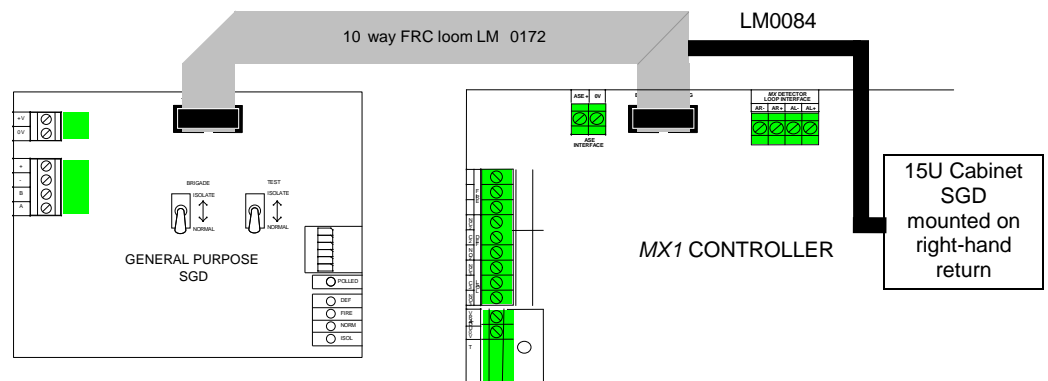 10 way FRC loom LM 0172
LM0084
+V
0V
+
-
B
A
BRIGADE
ISOLATE
NORMAL
TEST
ISOLATE
NORMAL
GENERAL PURPOSE
SGD
POLLED
DEF
FIRE
NORM
ISOL
ASE+ 0V
ASE
INTERFACE
MX DETECTOR
LOOP INTERFACE
AR- AR+ AL- AL+
MX1 CONTROLLER
T
15U Cabinet
SGD
mounted on
right-hand
return